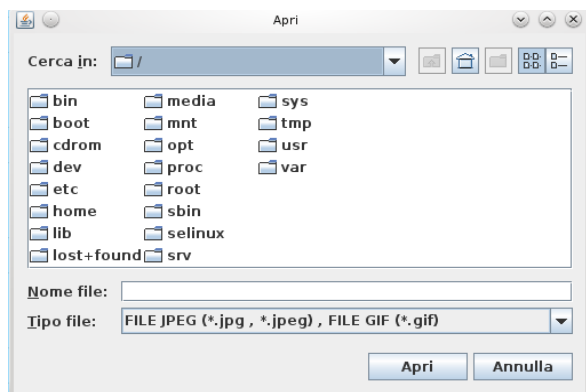 Apri
Cerca in: /
bin media sys
boot mnt tmp
cdrom opt usr
dev proc var
etc root
home sbin
lib selinux
lost+found srv
Nome file:
Tipo file: FILE JPEG (*.jpg , *.jpeg) , FILE GIF (*.gif)
Apri Annulla